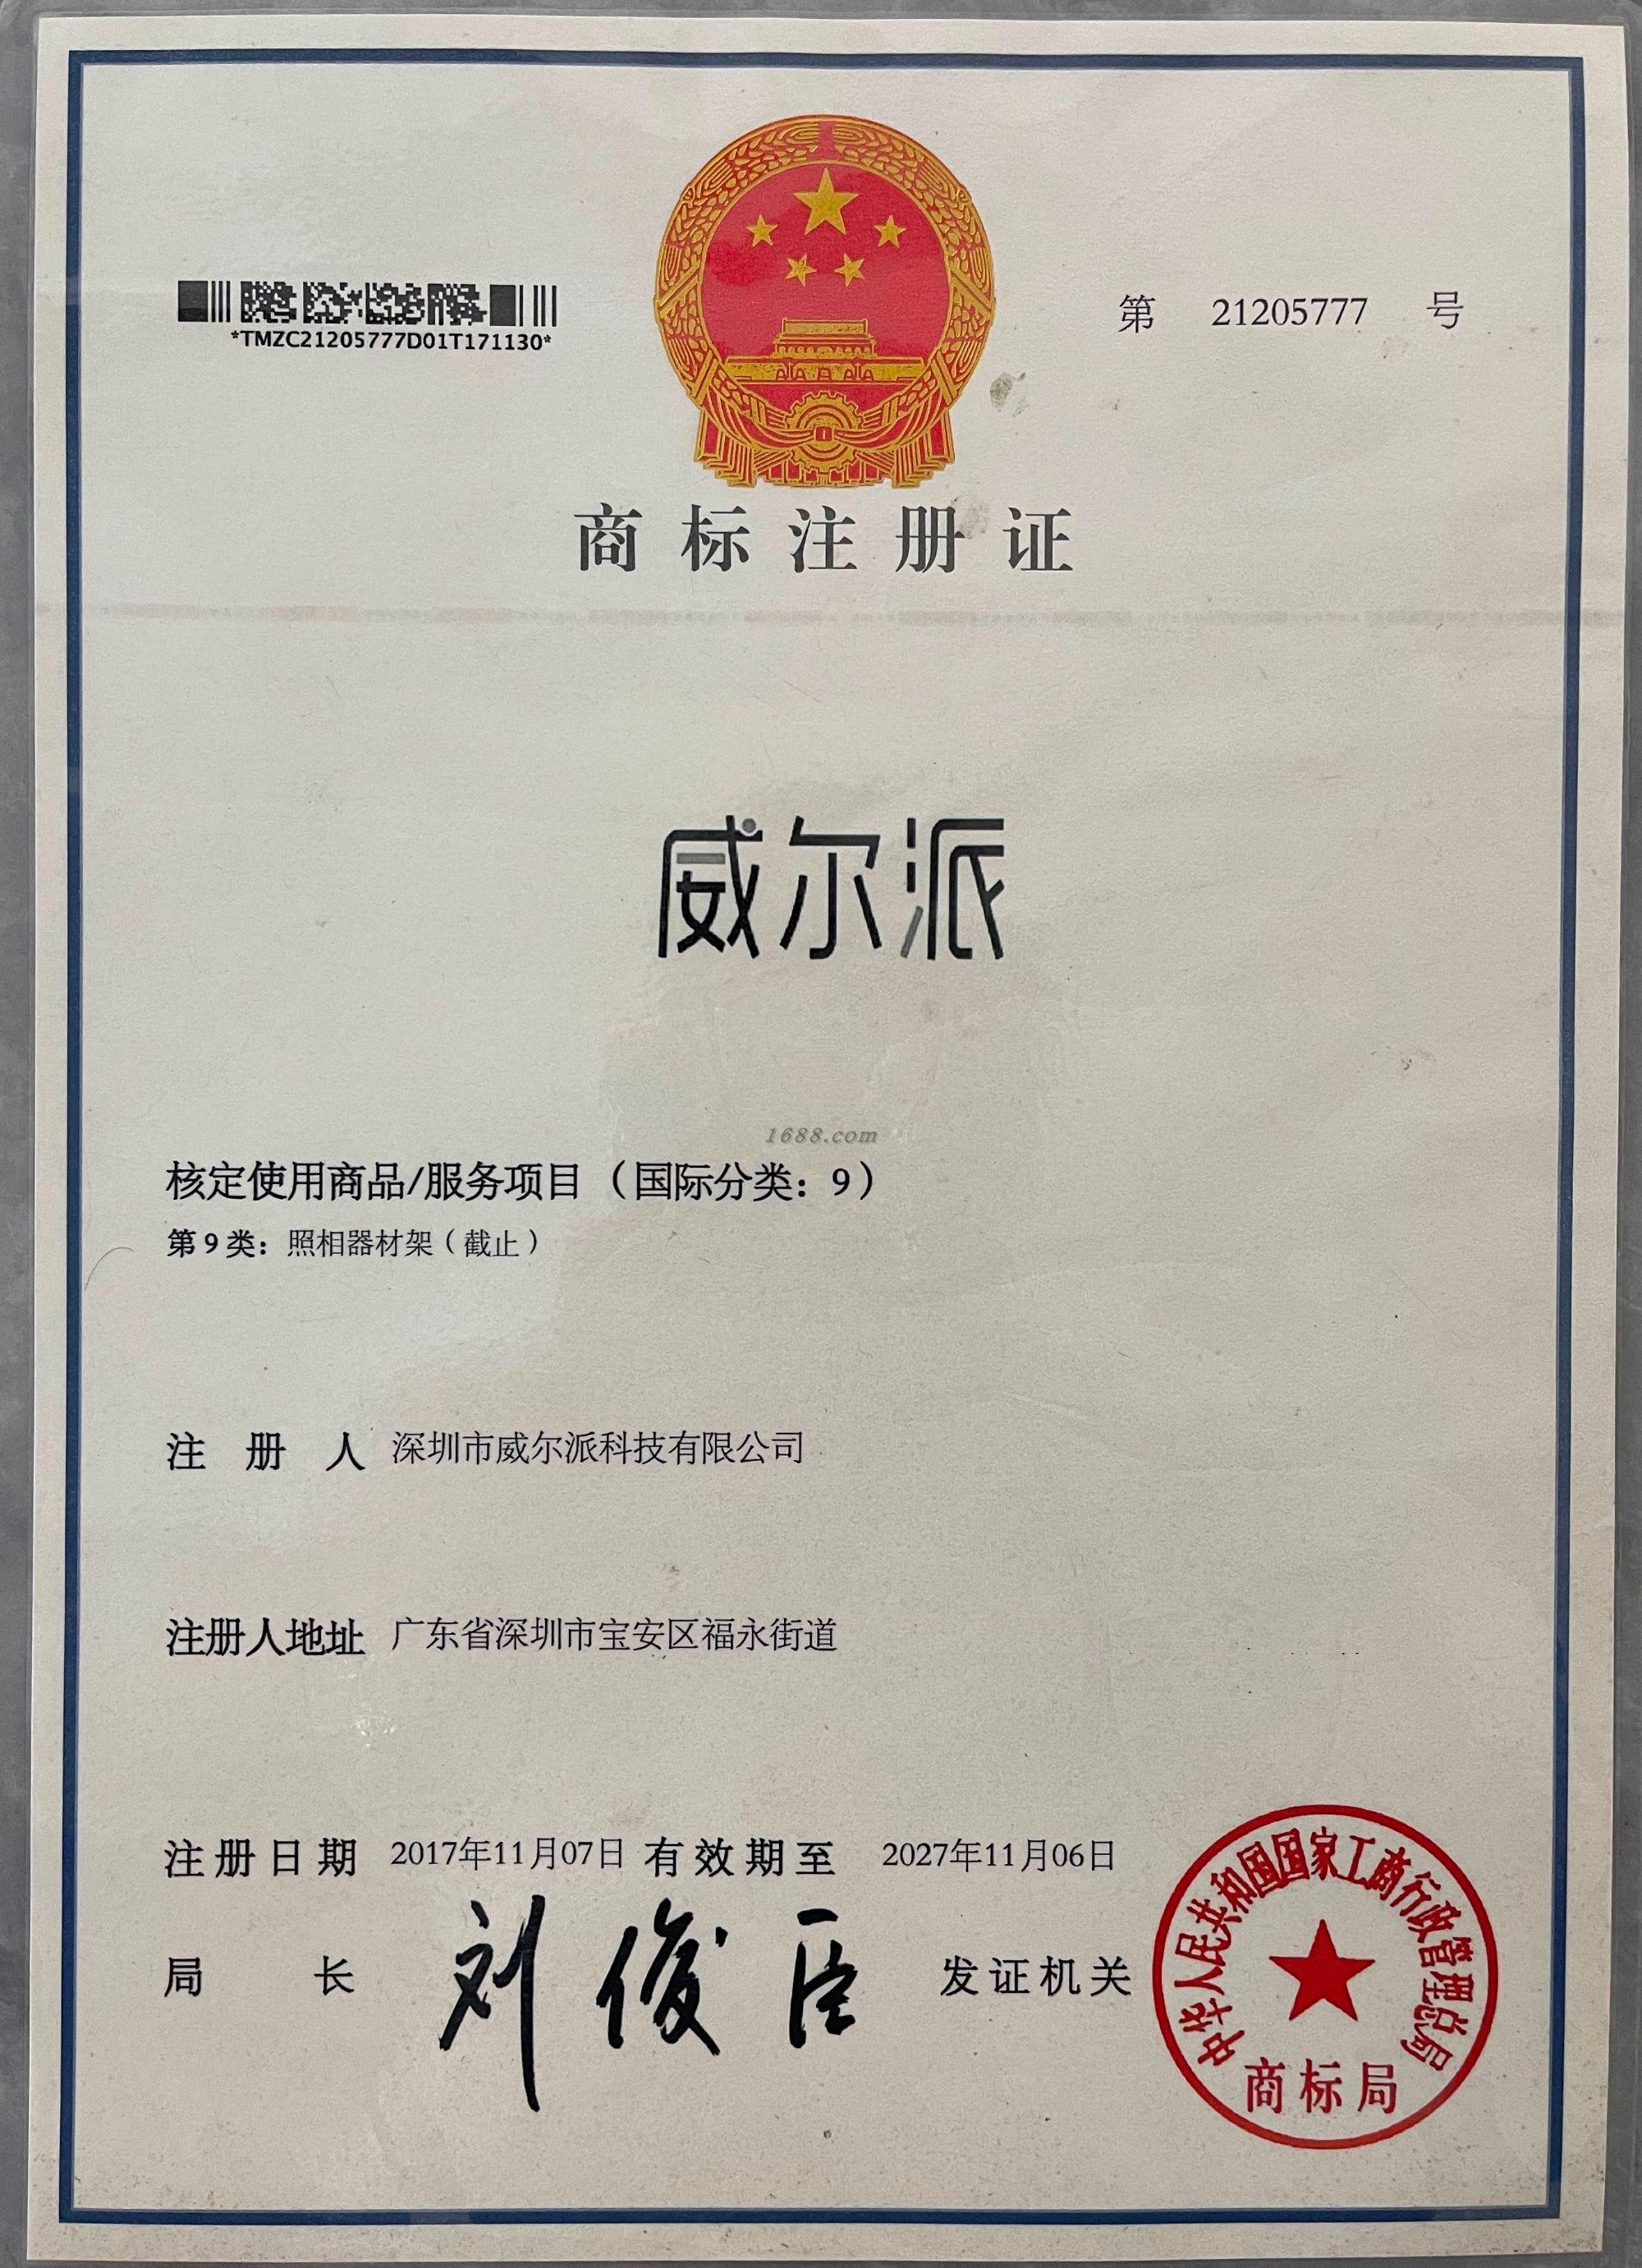 *TMZC21205777D01T171130*
第 21205777 号
商标注册证
威尔派
1688.com
核定使用商品/服务项目（国际分类：9）
第9类：照相器材架（截止）
注册人 深圳市威尔派科技有限公司
注册人地址 广东省深圳市宝安区福永街道
注册日期 2017年11月07日 有效期至 2027年11月06日
局长 刘俊臣 发证机关
中华人民共和国国家工商行政管理总局
商标局